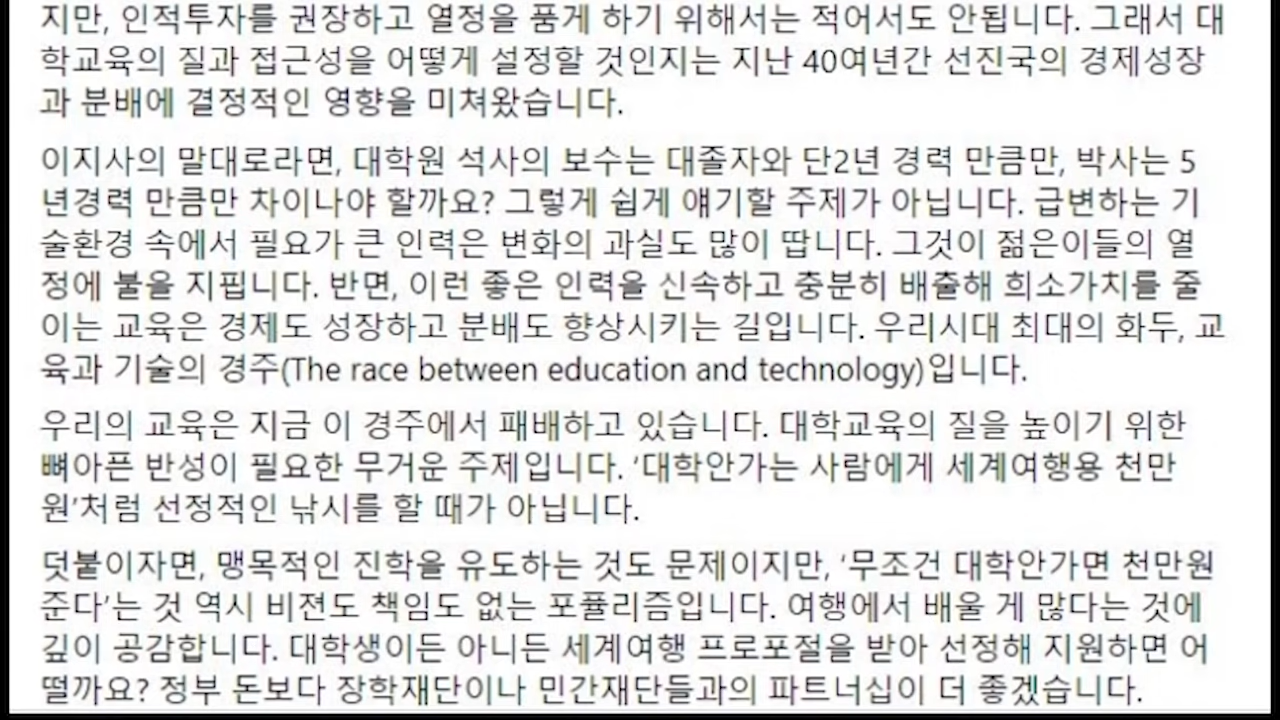 지만, 인적투자를 권장하고 열정을 품게 하기 위해서는 적어서도 안됩니다. 그래서 대
학교육의 질과 접근성을 어떻게 설정할 것인지는 지난 40여년간 선진국의 경제성장
과 분배에 결정적인 영향을 미쳐왔습니다.
이지사의 말대로라면, 대학원 석사의 보수는 대졸자와 단2년 경력 만큼만, 박사는 5
년경력 만큼만 차이나야 할까요? 그렇게 쉽게 얘기할 주제가 아닙니다. 급변하는 기
술환경 속에서 필요가 큰 인력은 변화의 과실도 많이 땁니다. 그것이 젊은이들의 열
정에 불을 지핍니다. 반면, 이런 좋은 인력을 신속하고 충분히 배출해 희소가치를 줄
이는 교육은 경제도 성장하고 분배도 향상시키는 길입니다. 우리시대 최대의 화두, 교
육과 기술의 경주(The race between education and technology)입니다.
우리의 교육은 지금 이 경주에서 패배하고 있습니다. 대학교육의 질을 높이기 위한
뼈아픈 반성이 필요한 무거운 주제입니다. ‘대학안가는 사람에게 세계여행용 천만
원’처럼 선정적인 낚시를 할 때가 아닙니다.
덧붙이자면, 맹목적인 진학을 유도하는 것도 문제이지만, ‘무조건 대학안가면 천만원
준다’는 것 역시 비젼도 책임도 없는 포퓰리즘입니다. 여행에서 배울 게 많다는 것에
깊이 공감합니다. 대학생이든 아니든 세계여행 프로포절을 받아 선정해 지원하면 어
떨까요? 정부 돈보다 장학재단이나 민간재단들과의 파트너십이 더 좋겠습니다.